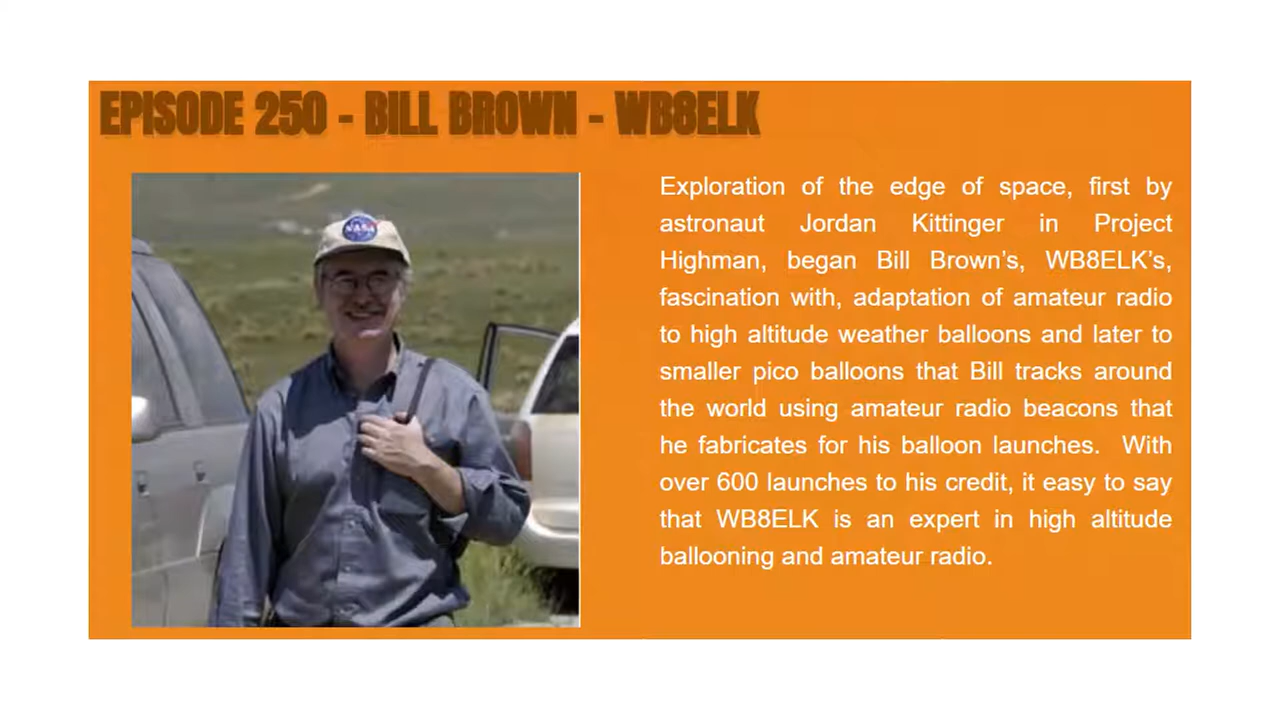 EPISODE 250 - BILL BROWN - WB8ELK
NASA
Exploration of the edge of space, first by
astronaut Jordan Kittinger in Project
Highman, began Bill Brown's, WB8ELK's,
fascination with, adaptation of amateur radio
to high altitude weather balloons and later to
smaller pico balloons that Bill tracks around
the world using amateur radio beacons that
he fabricates for his balloon launches. With
over 600 launches to his credit, it easy to say
that WB8ELK is an expert in high altitude
ballooning and amateur radio.